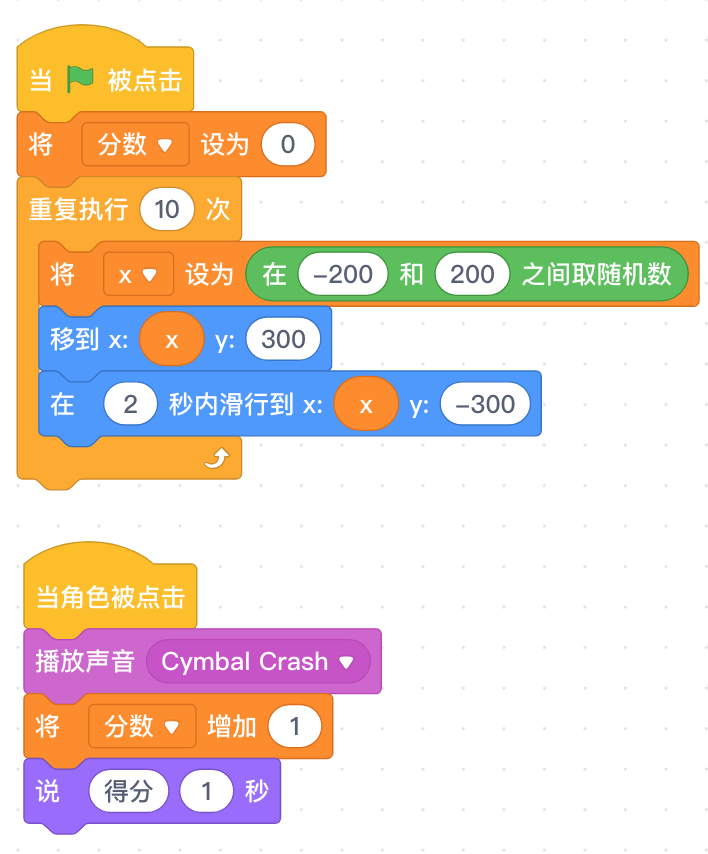 当 被点击
将 分数 设为 0
重复执行 10 次
将 x 设为 在 -200 和 200 之间取随机数
移到 x: x y: 300
在 2 秒内滑行到 x: x y: -300
当角色被点击
播放声音 Cymbal Crash
将 分数 增加 1
说 得分 1 秒